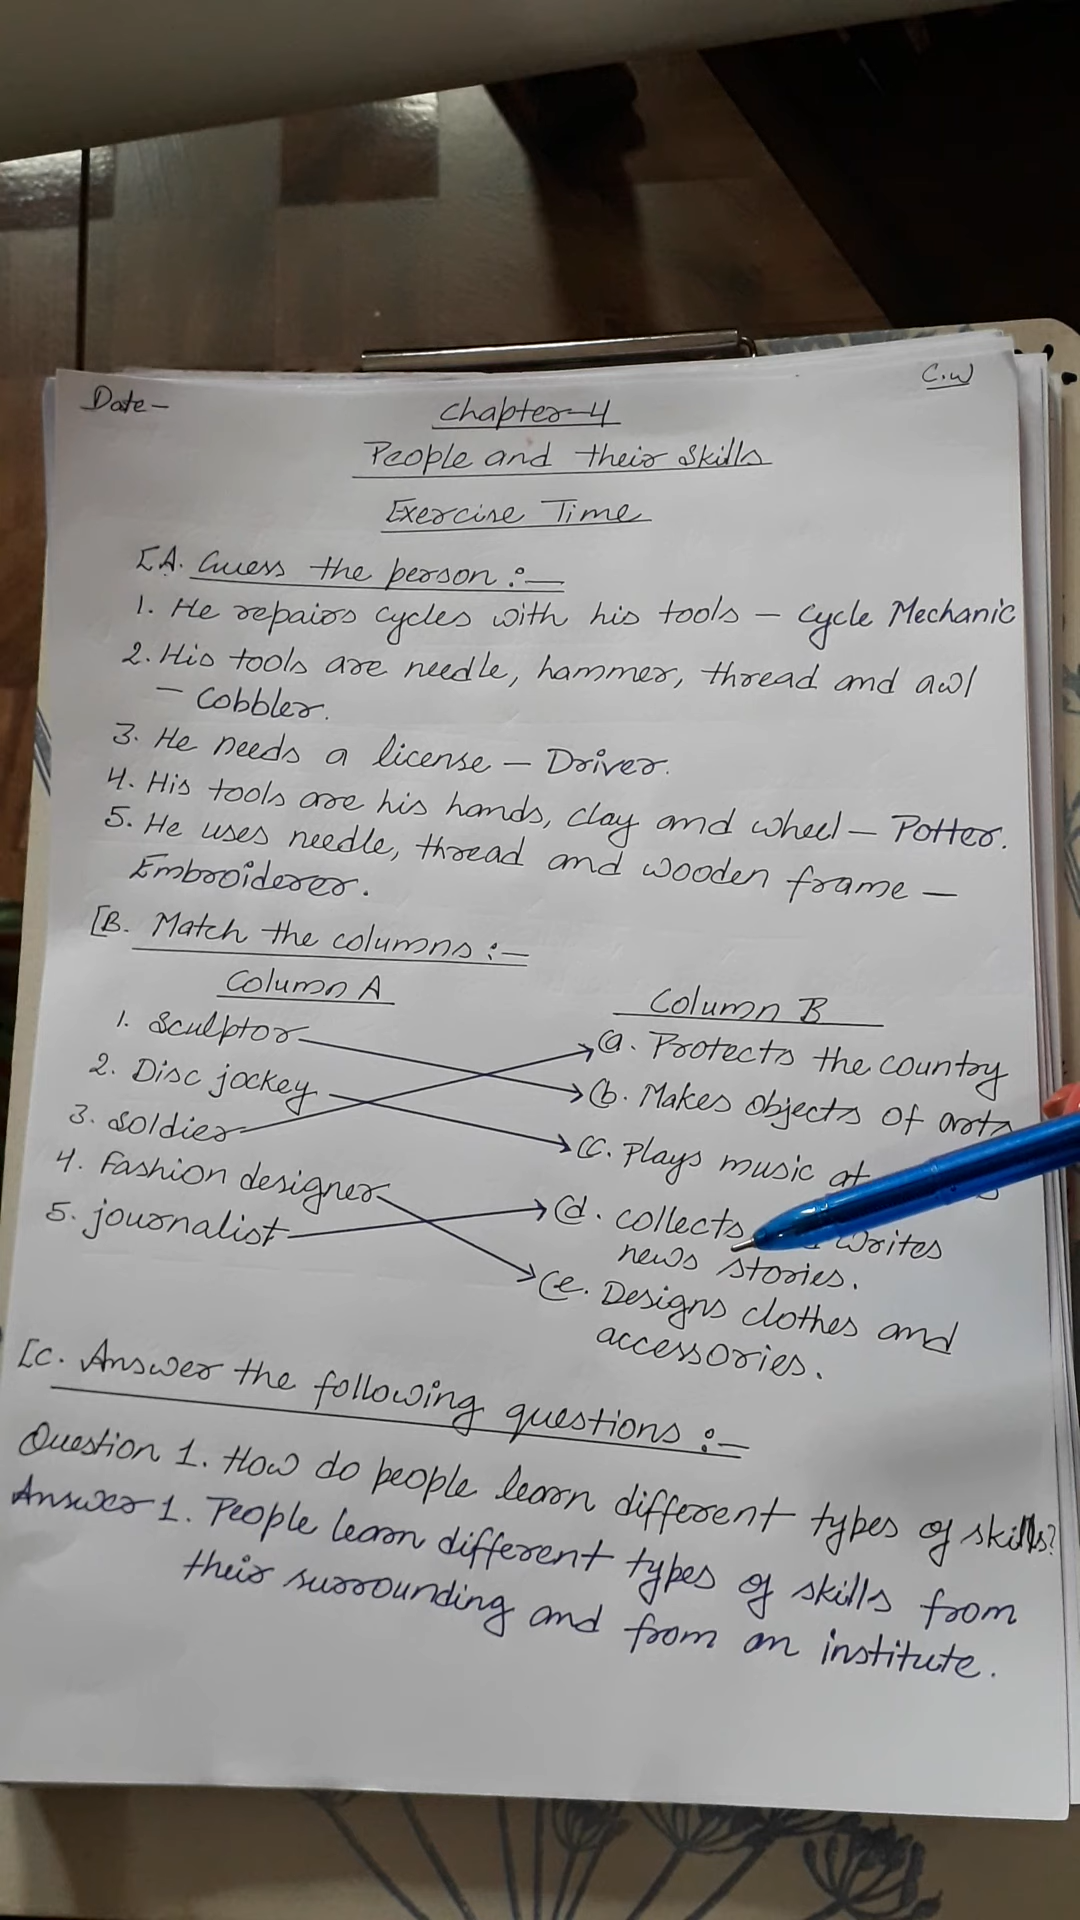 Date-
C.W
Chapter-4
People and their skills
Exercise Time
[A. Guess the person :-
1. He repairs cycles with his tools - Cycle Mechanic
2. His tools are needle, hammer, thread and awl
- Cobbler.
3. He needs a license - Driver.
4. His tools are his hands, clay and wheel - Potter.
5. He uses needle, thread and wooden frame -
Embroiderer.
[B. Match the columns :-
Column A
Column B
1. Sculptor
(a. Protects the country
2. Disc jockey
(b. Makes objects of arts
3. Soldier
(c. Plays music at
4. Fashion designer
(d. collects writes
news stories.
5. journalist
(e. Designs clothes and
accessories.
[C. Answer the following questions :-
Question 1. How do people learn different types of skills?
Answer 1. People learn different types of skills from
their surrounding and from an institute.